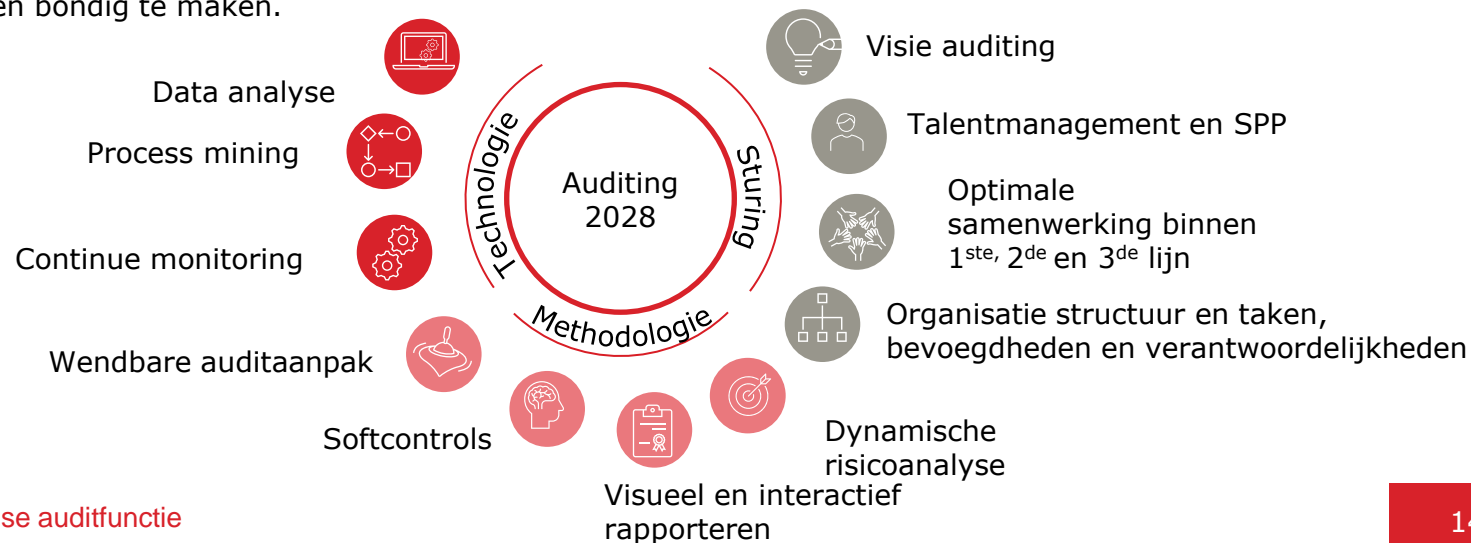 en bondig te maken.
Data analyse
Process mining
Continue monitoring
Wendbare auditaanpak
Softcontrols
Visueel en interactief
rapporteren
Dynamische
risicoanalyse
Technologie
Methodologie
Sturing
Auditing
2028
Visie auditing
Talentmanagement en SPP
Optimale
samenwerking binnen
1ste, 2de en 3de lijn
Organisatie structuur en taken,
bevoegdheden en verantwoordelijkheden
se auditfunctie